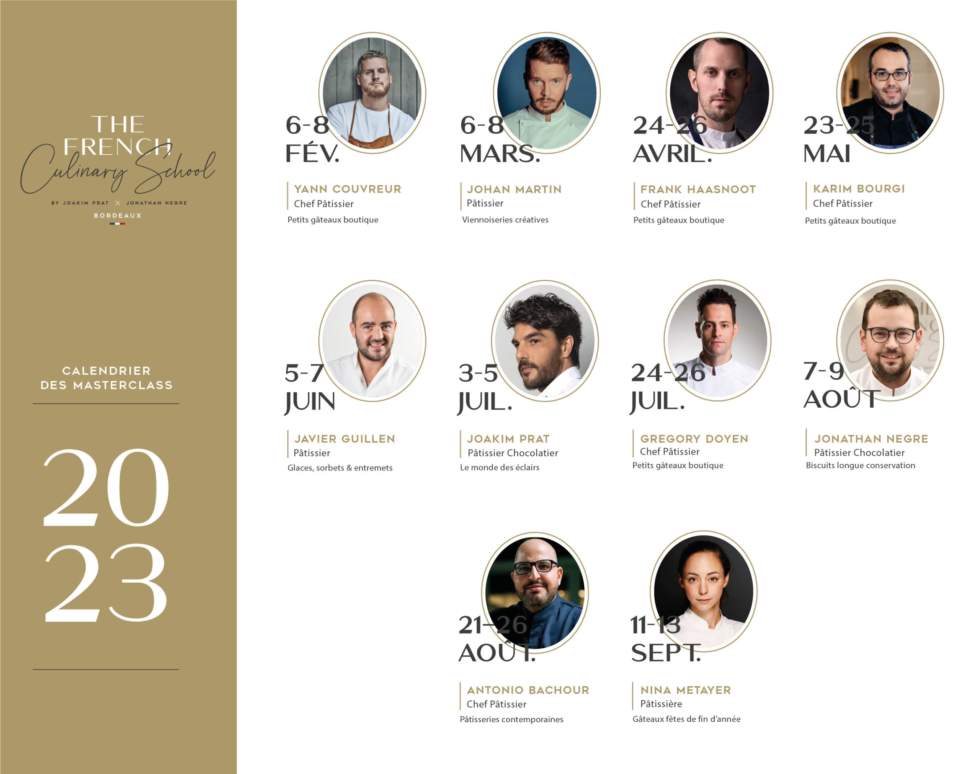 THE
FRENCH
Culinary School
BY JOAKIM PRAT X JONATHAN NEGRE
BORDEAUX
CALENDRIER
DES MASTERCLASS
20
23
6-8
FÉV.
YANN COUVREUR
Chef Pâtissier
Petits gâteaux boutique
6-8
MARS.
JOHAN MARTIN
Pâtissier
Viennoiseries créatives
24-26
AVRIL.
FRANK HAASNOOT
Chef Pâtissier
Petits gâteaux boutique
23-25
MAI
KARIM BOURGI
Chef Pâtissier
Petits gâteaux boutique
5-7
JUIN
JAVIER GUILLEN
Pâtissier
Glaces, sorbets & entremets
3-5
JUIL.
JOAKIM PRAT
Pâtissier Chocolatier
Le monde des éclairs
24-26
JUIL.
GREGORY DOYEN
Chef Pâtissier
Petits gâteaux boutique
7-9
AOÛT
JONATHAN NEGRE
Pâtissier Chocolatier
Biscuits longue conservation
21-26
AOÛT.
ANTONIO BACHOUR
Chef Pâtissier
Pâtisseries contemporaines
11-13
SEPT.
NINA METAYER
Pâtissière
Gâteaux fêtes de fin d'année